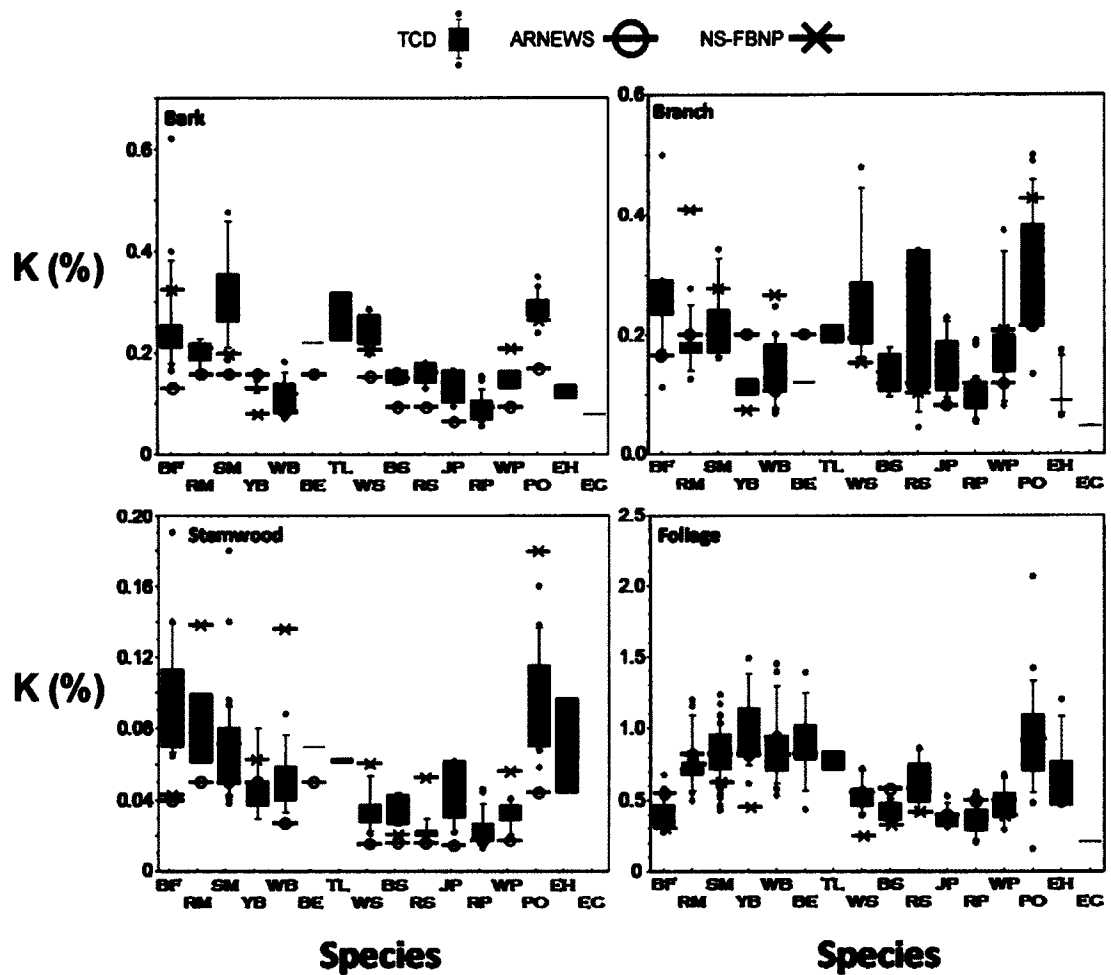 TCD ARNEWS NS-FBNP
Bark
Branch
K (%)
0.6
0.4
0.2
0
0.6
0.4
0.2
0
BF SM WB TL BS JP WP EH
RM YB BE WS RS RP PO EC
BF SM WB TL BS JP WP EH
RM YB BE WS RS RP PO EC
Stemwood
Foliage
K (%)
0.20
0.16
0.12
0.08
0.04
0
2.5
2.0
1.5
1.0
0.5
0
BF SM WB TL BS JP WP EH
RM YB BE WS RS RP PO EC
BF SM WB TL BS JP WP EH
RM YB BE WS RS RP PO EC
Species
Species